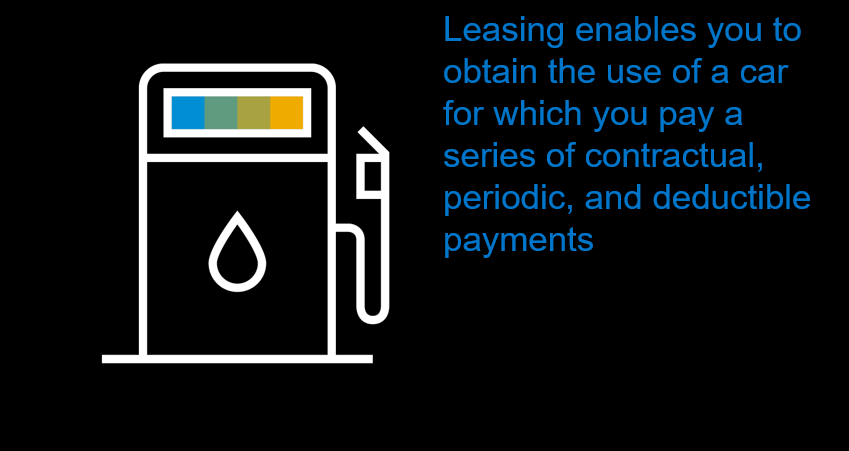 Leasing enables you to
obtain the use of a car
for which you pay a
series of contractual,
periodic, and deductible
payments